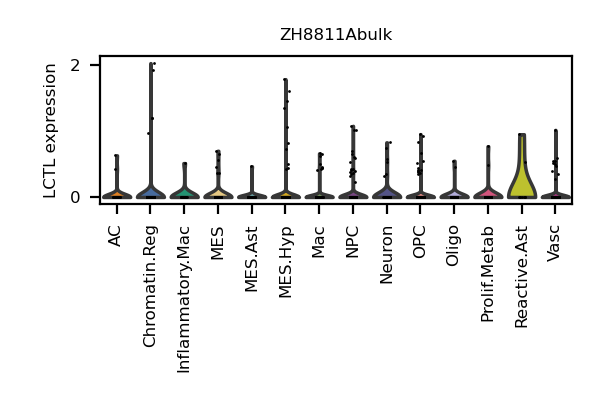 ZH8811Abulk
LCTL expression
2
0
AC
Chromatin.Reg
Inflammatory.Mac
MES
MES.Ast
MES.Hyp
Mac
NPC
Neuron
OPC
Oligo
Prolif.Metab
Reactive.Ast
Vasc